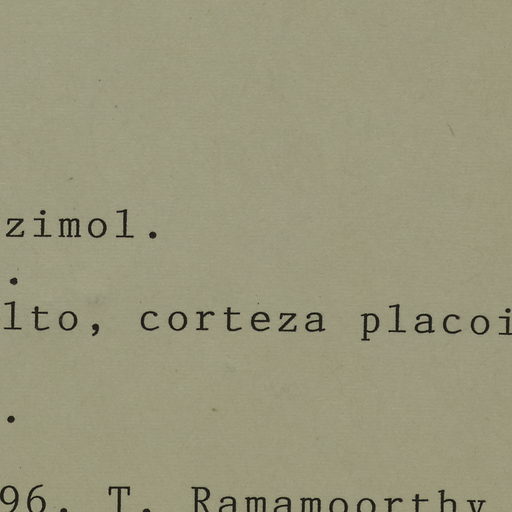 zimol.
.
lto, corteza placoi
.
96. T. Ramamoorthy